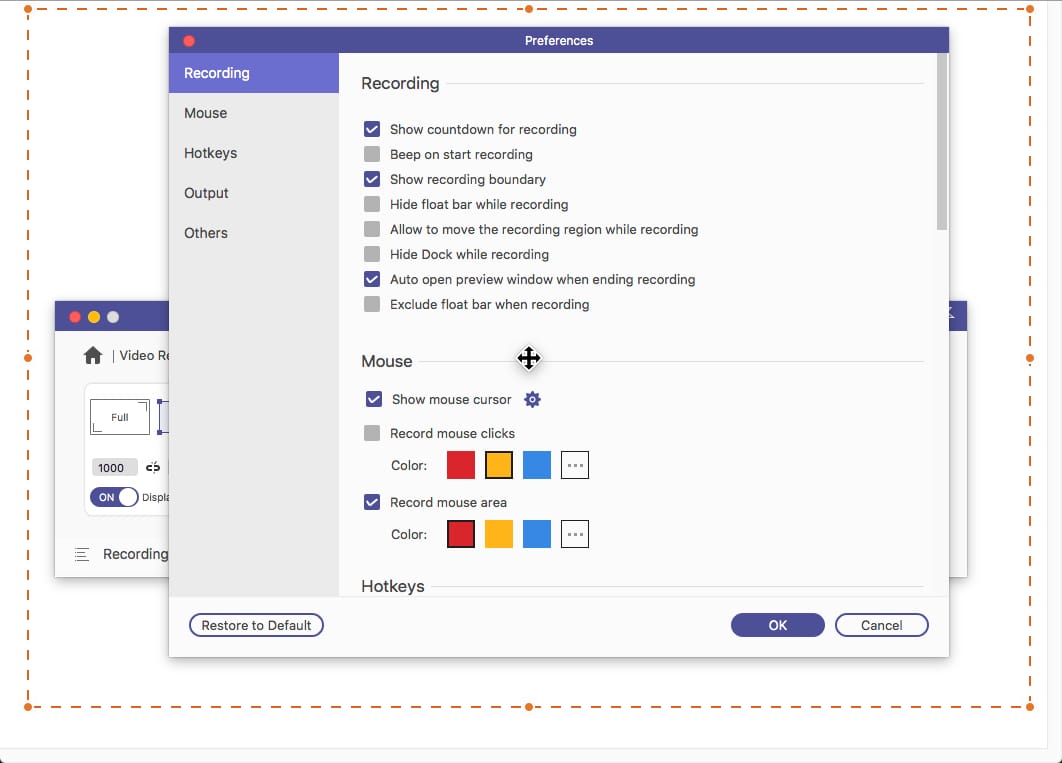 Preferences
Recording
Mouse
Hotkeys
Output
Others
Recording
Show countdown for recording
Beep on start recording
Show recording boundary
Hide float bar while recording
Allow to move the recording region while recording
Hide Dock while recording
Auto open preview window when ending recording
Exclude float bar when recording
Mouse
Show mouse cursor
Record mouse clicks
Color:
Record mouse area
Color:
Hotkeys
Restore to Default
OK
Cancel
| Video Re
Full
1000
ON
Displa
Recording